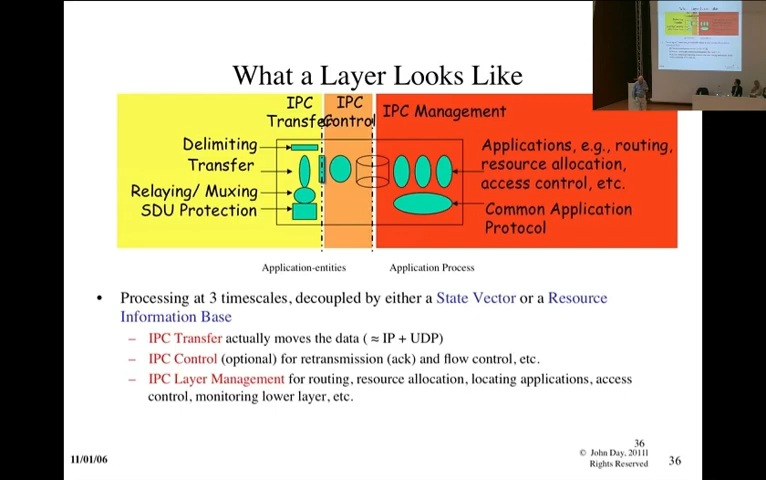 What a Layer Looks Like
IPC
Transfer
IPC
Control
IPC Management
Delimiting
Transfer
Relaying/ Muxing
SDU Protection
Applications, e.g., routing,
resource allocation,
access control, etc.
Common Application
Protocol
Application-entities
Application Process
• Processing at 3 timescales, decoupled by either a State Vector or a Resource
Information Base
– IPC Transfer actually moves the data ( ≈ IP + UDP)
– IPC Control (optional) for retransmission (ack) and flow control, etc.
– IPC Layer Management for routing, resource allocation, locating applications, access
control, monitoring lower layer, etc.
11/01/06
36
© John Day, 20111
Rights Reserved
36